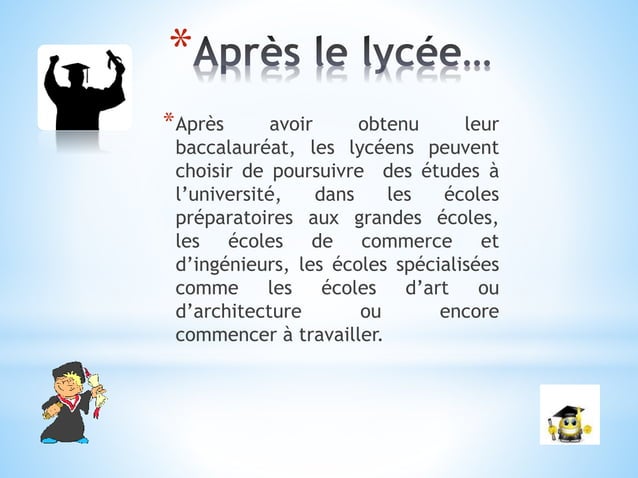 *Après le lycée…
*Après avoir obtenu leur
baccalauréat, les lycéens peuvent
choisir de poursuivre des études à
l’université, dans les écoles
préparatoires aux grandes écoles,
les écoles de commerce et
d’ingénieurs, les écoles spécialisées
comme les écoles d’art ou
d’architecture ou encore
commencer à travailler.